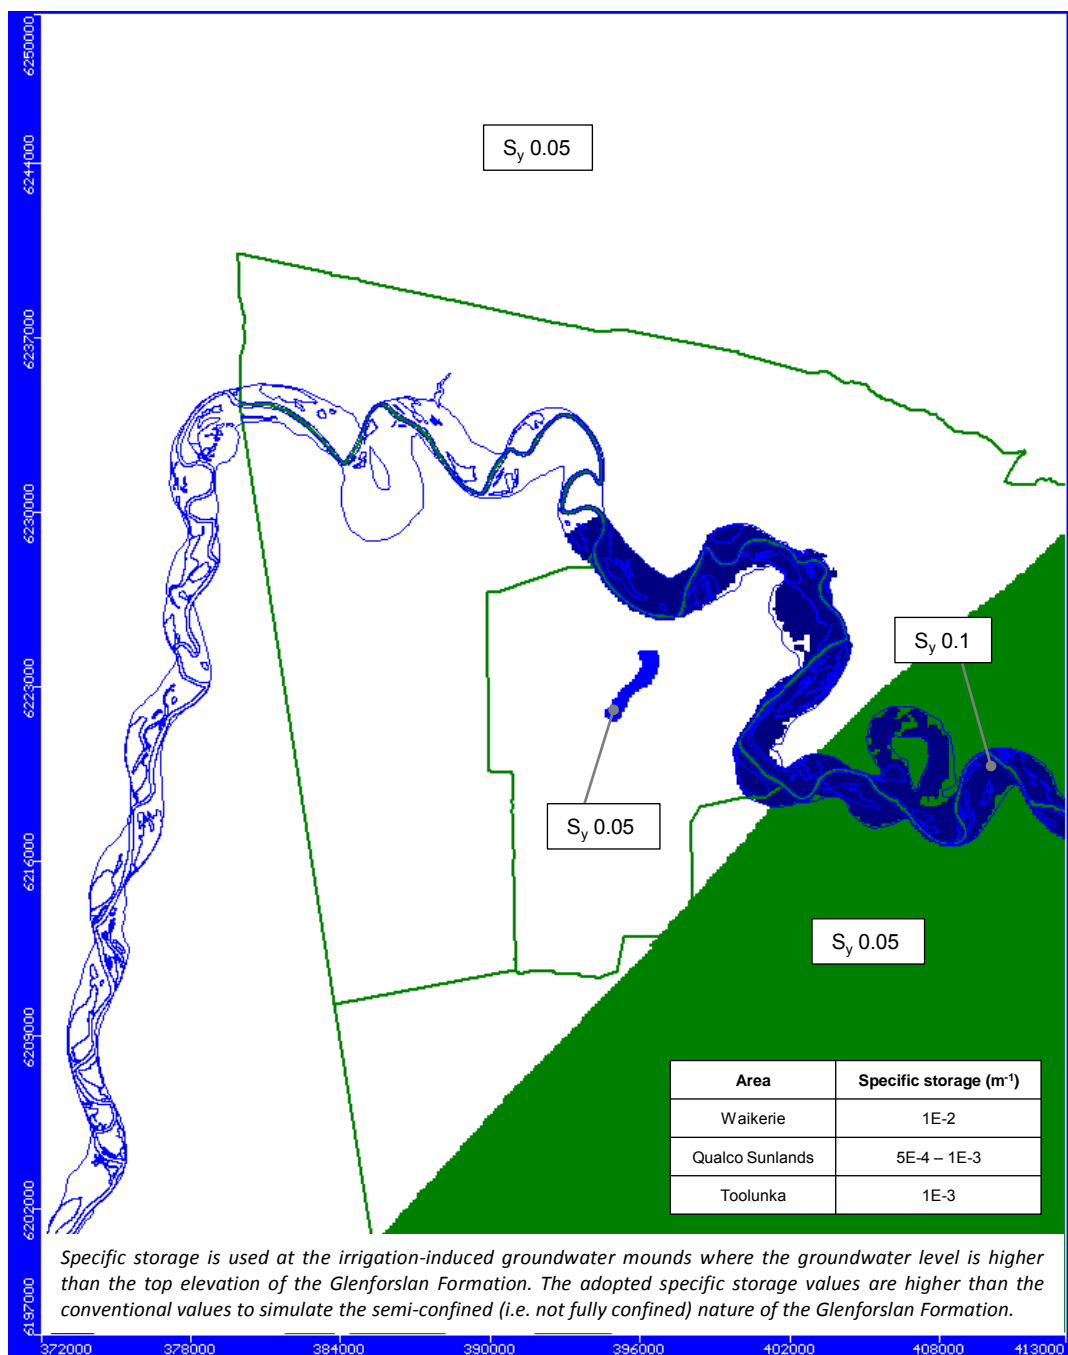 6250000
S_y 0.05
6244000
6237000
6230000
S_y 0.1
6223000
S_y 0.05
6216000
S_y 0.05
6209000
Area Specific storage (m⁻¹)
Waikerie 1E-2
Qualco Sunlands 5E-4 – 1E-3
Toolunka 1E-3
6202000
Specific storage is used at the irrigation-induced groundwater mounds where the groundwater level is higher
than the top elevation of the Glenforslan Formation. The adopted specific storage values are higher than the
conventional values to simulate the semi-confined (i.e. not fully confined) nature of the Glenforslan Formation.
6197000
372000 378000 384000 390000 396000 402000 408000 413000